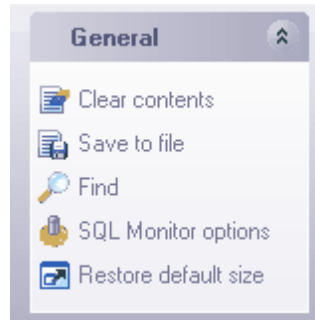 General
Clear contents
Save to file
Find
SQL Monitor options
Restore default size